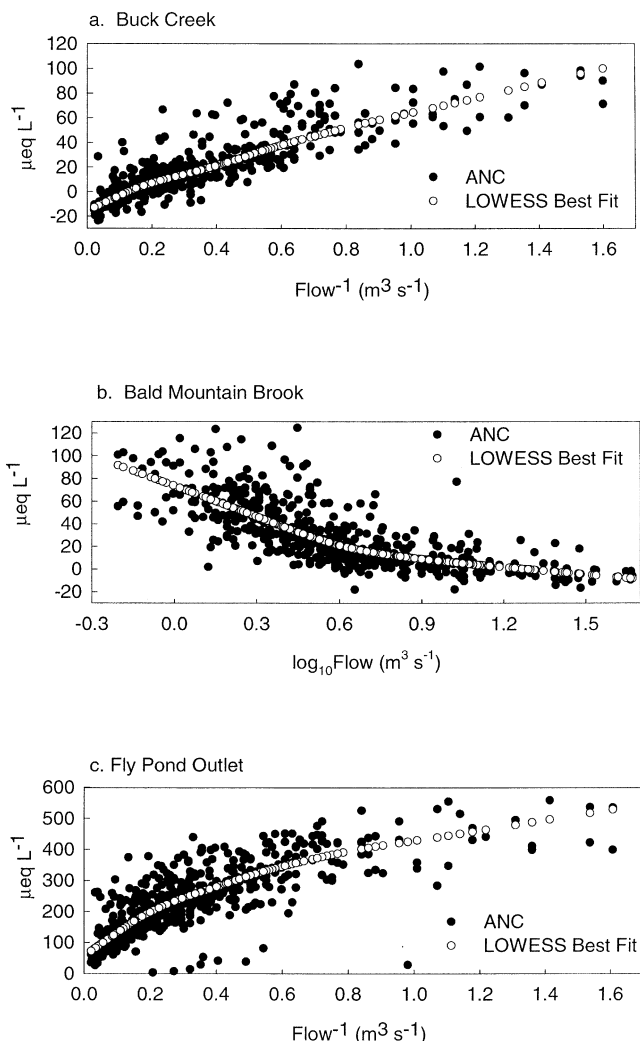 a. Buck Creek
120
100
80
60
40
20
0
-20
µeq L⁻¹
ANC
LOWESS Best Fit
0.0 0.2 0.4 0.6 0.8 1.0 1.2 1.4 1.6
Flow⁻¹ (m³ s⁻¹)
b. Bald Mountain Brook
120
100
80
60
40
20
0
-20
µeq L⁻¹
ANC
LOWESS Best Fit
-0.3 0.0 0.3 0.6 0.9 1.2 1.5
log₁₀Flow (m³ s⁻¹)
c. Fly Pond Outlet
600
500
400
300
200
100
0
µeq L⁻¹
ANC
LOWESS Best Fit
0.0 0.2 0.4 0.6 0.8 1.0 1.2 1.4 1.6
Flow⁻¹ (m³ s⁻¹)